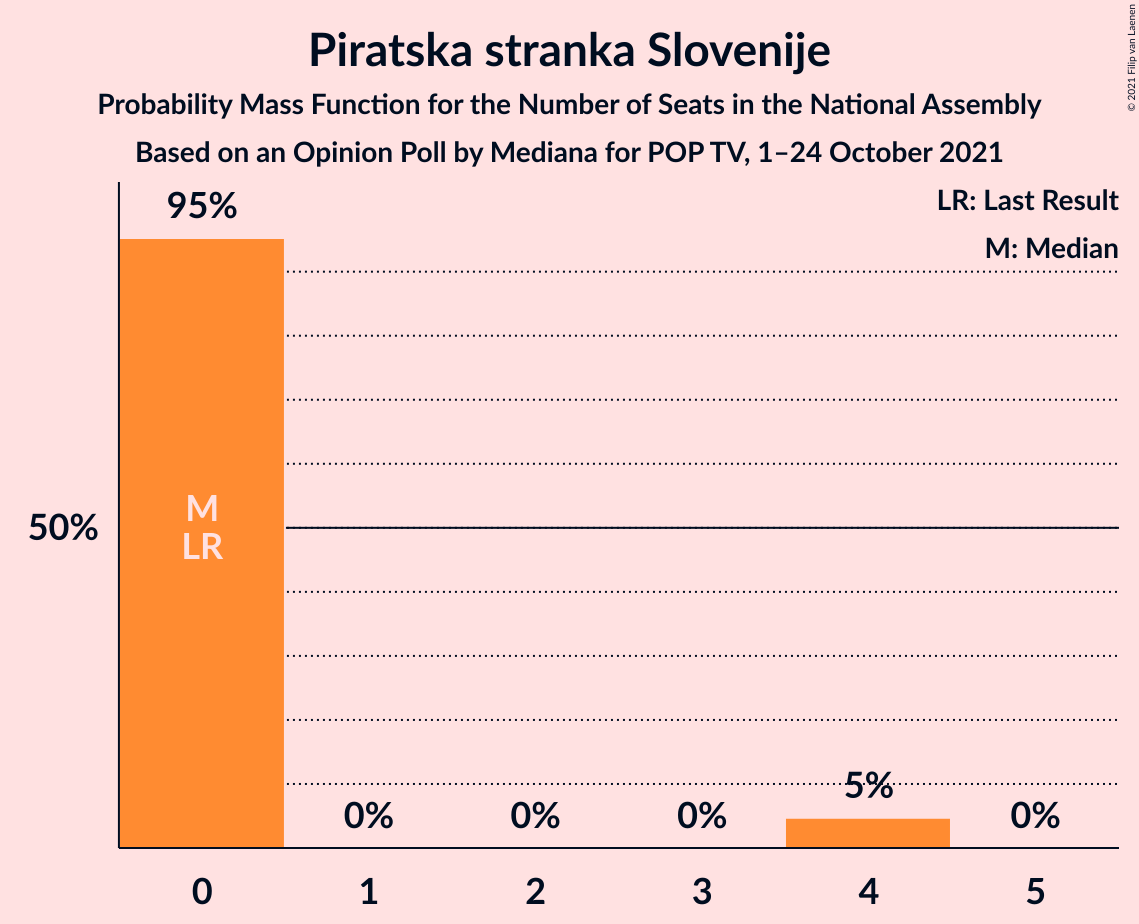 Piratska stranka Slovenije
Probability Mass Function for the Number of Seats in the National Assembly
Based on an Opinion Poll by Mediana for POP TV, 1–24 October 2021
© 2021 Filip van Laenen
LR: Last Result
M: Median
95%
50%
M
LR
0%
0%
0%
5%
0%
0
1
2
3
4
5